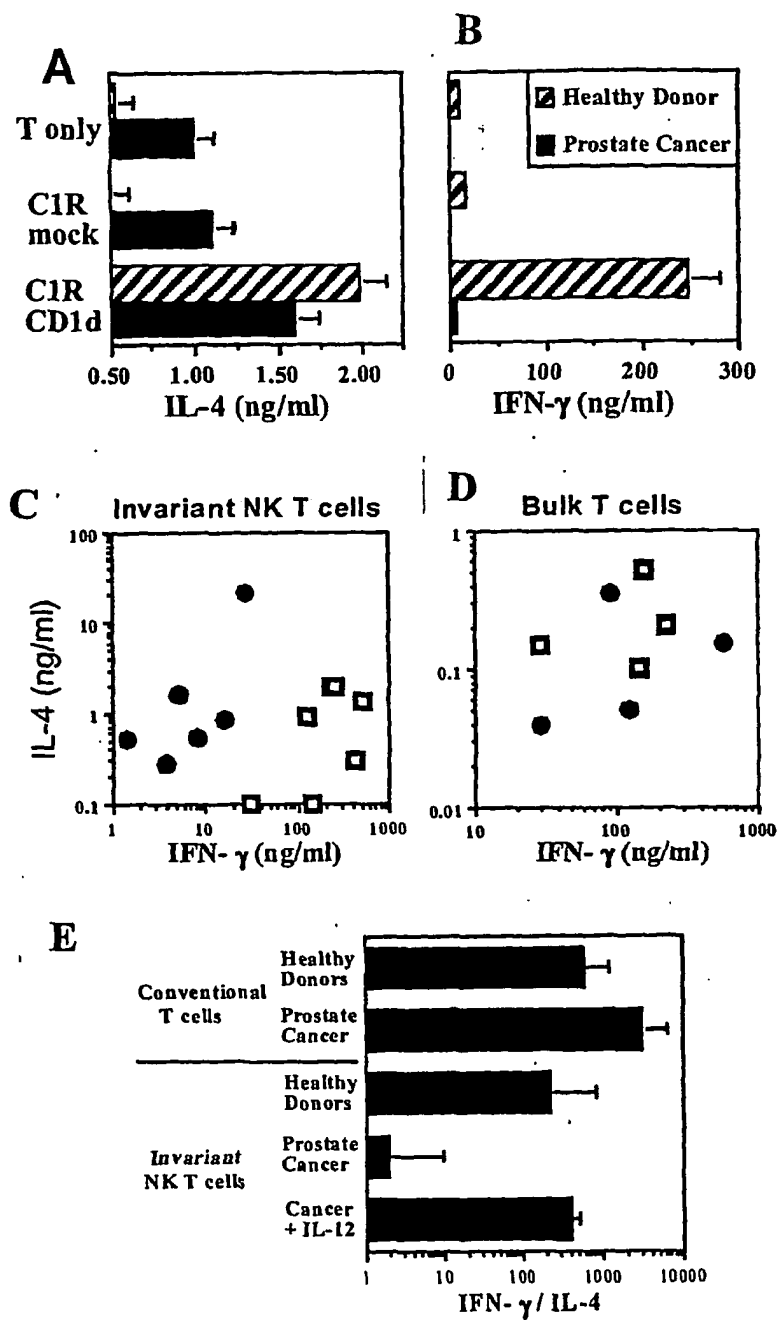 A
T only
C1R
mock
C1R
CD1d
0.50 1.00 1.50 2.00
IL-4 (ng/ml)
B
Healthy Donor
Prostate Cancer
0 100 200 300
IFN-γ (ng/ml)
C
Invariant NK T cells
100
10
1
0.1
IL-4 (ng/ml)
1 10 100 1000
IFN- γ (ng/ml)
D
Bulk T cells
1
0.1
0.01
10 100 1000
IFN- γ (ng/ml)
E
Conventional
T cells
Healthy
Donors
Prostate
Cancer
Invariant
NK T cells
Healthy
Donors
Prostate
Cancer
Cancer
+ IL-12
1 10 100 1000 10000
IFN- γ / IL-4